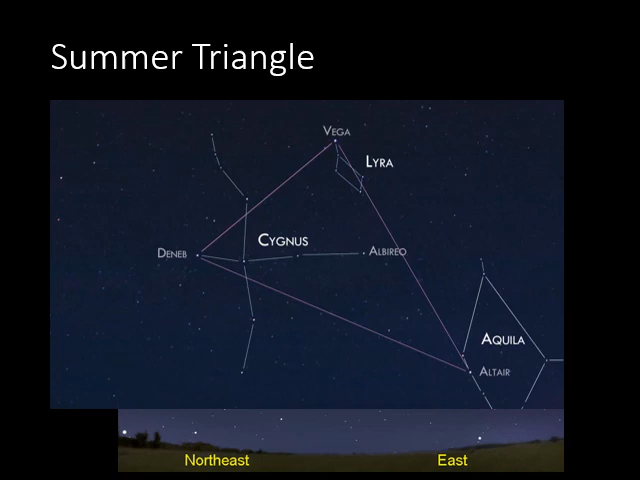 Summer Triangle
VEGA
LYRA
CYGNUS
DENEB
ALBIREO
AQUILA
ALTAIR
Northeast
East